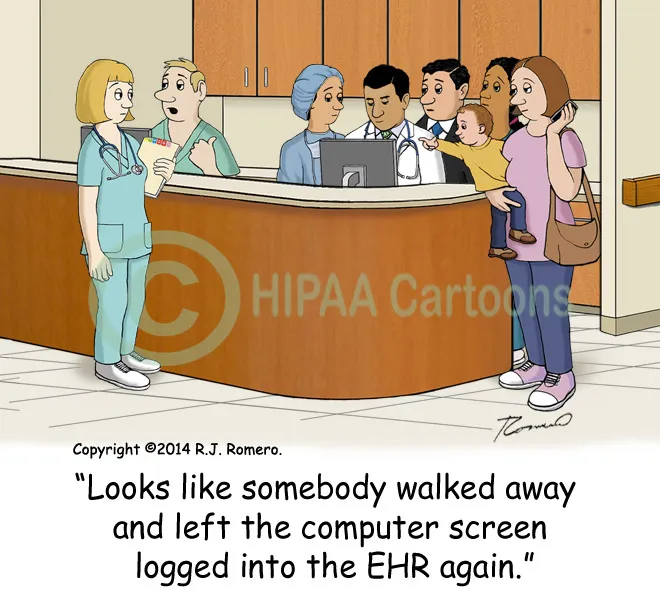 © HIPAA Cartoons
Copyright ©2014 R.J. Romero.
“Looks like somebody walked away
and left the computer screen
logged into the EHR again.”